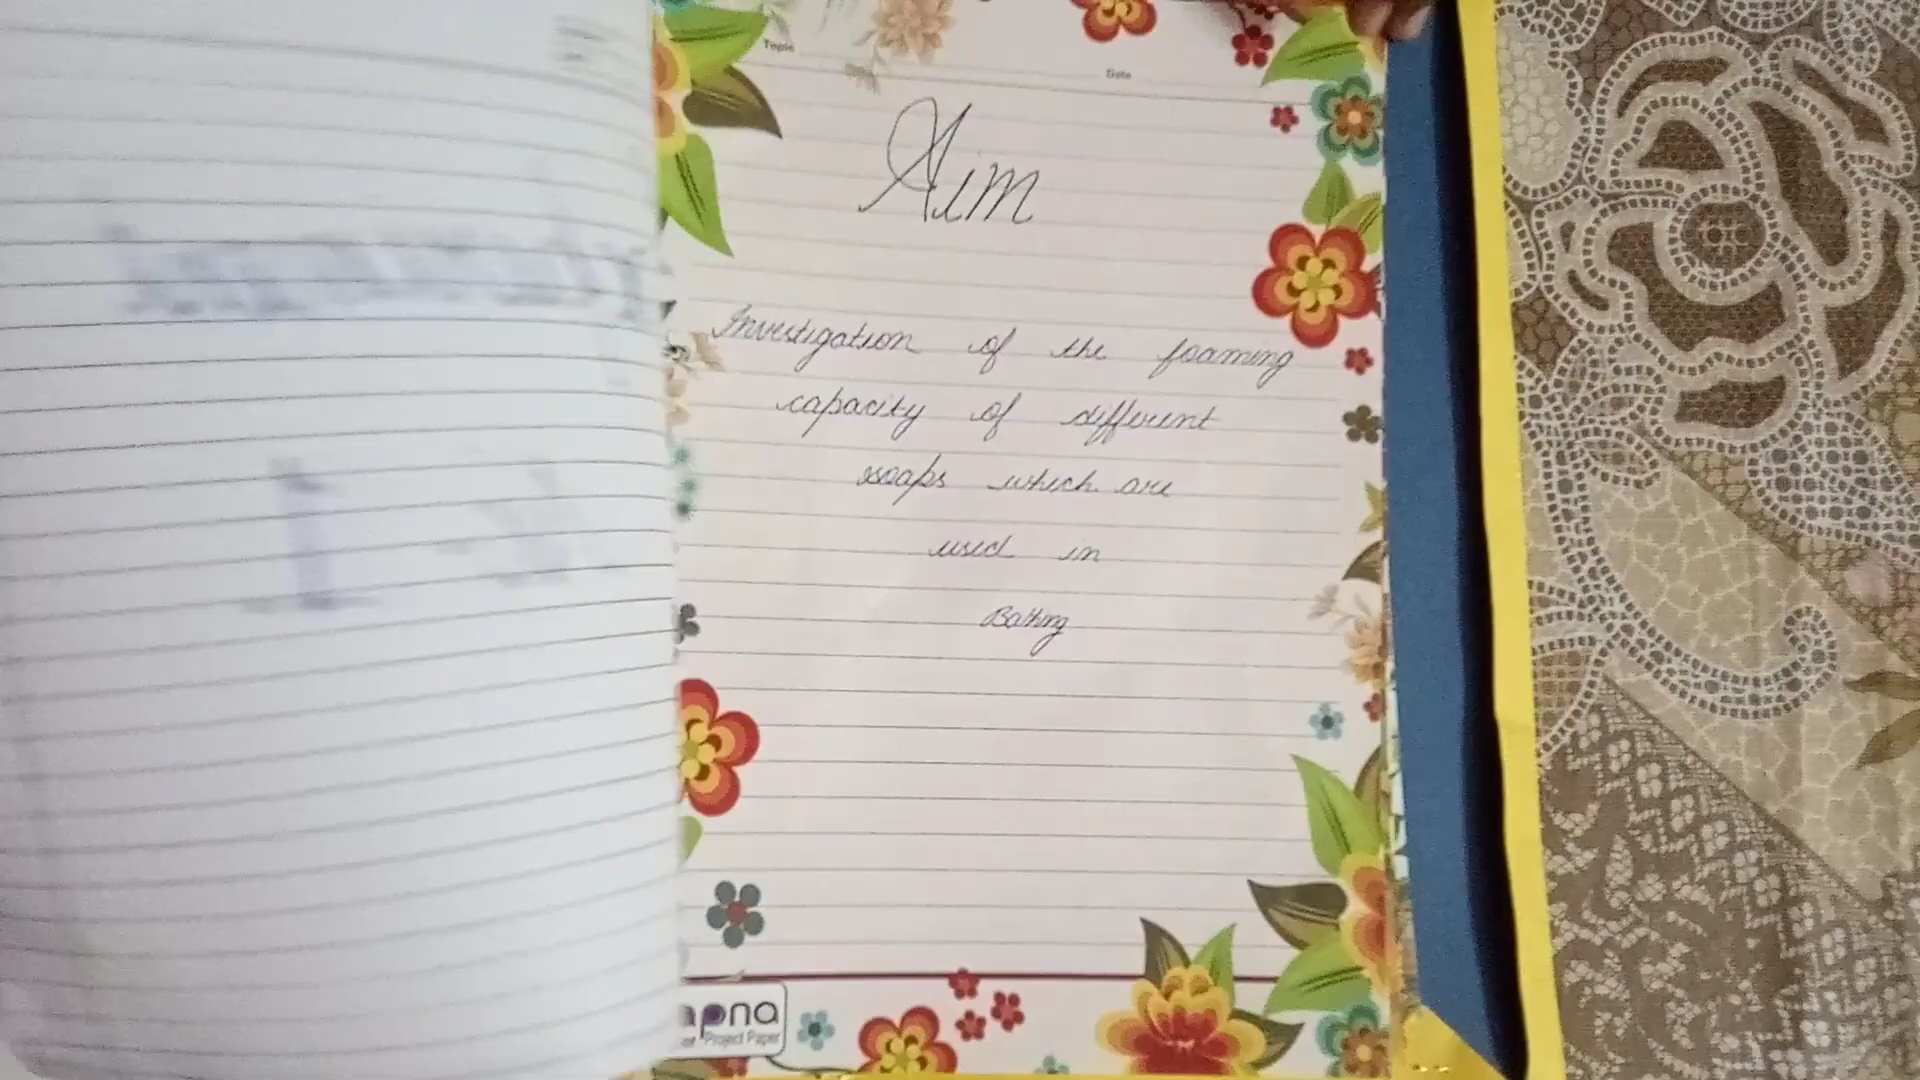 Topic
Date
Aim
Investigation of the foaming
capacity of different
soaps which are
used in
Bathing
apna
Project Paper